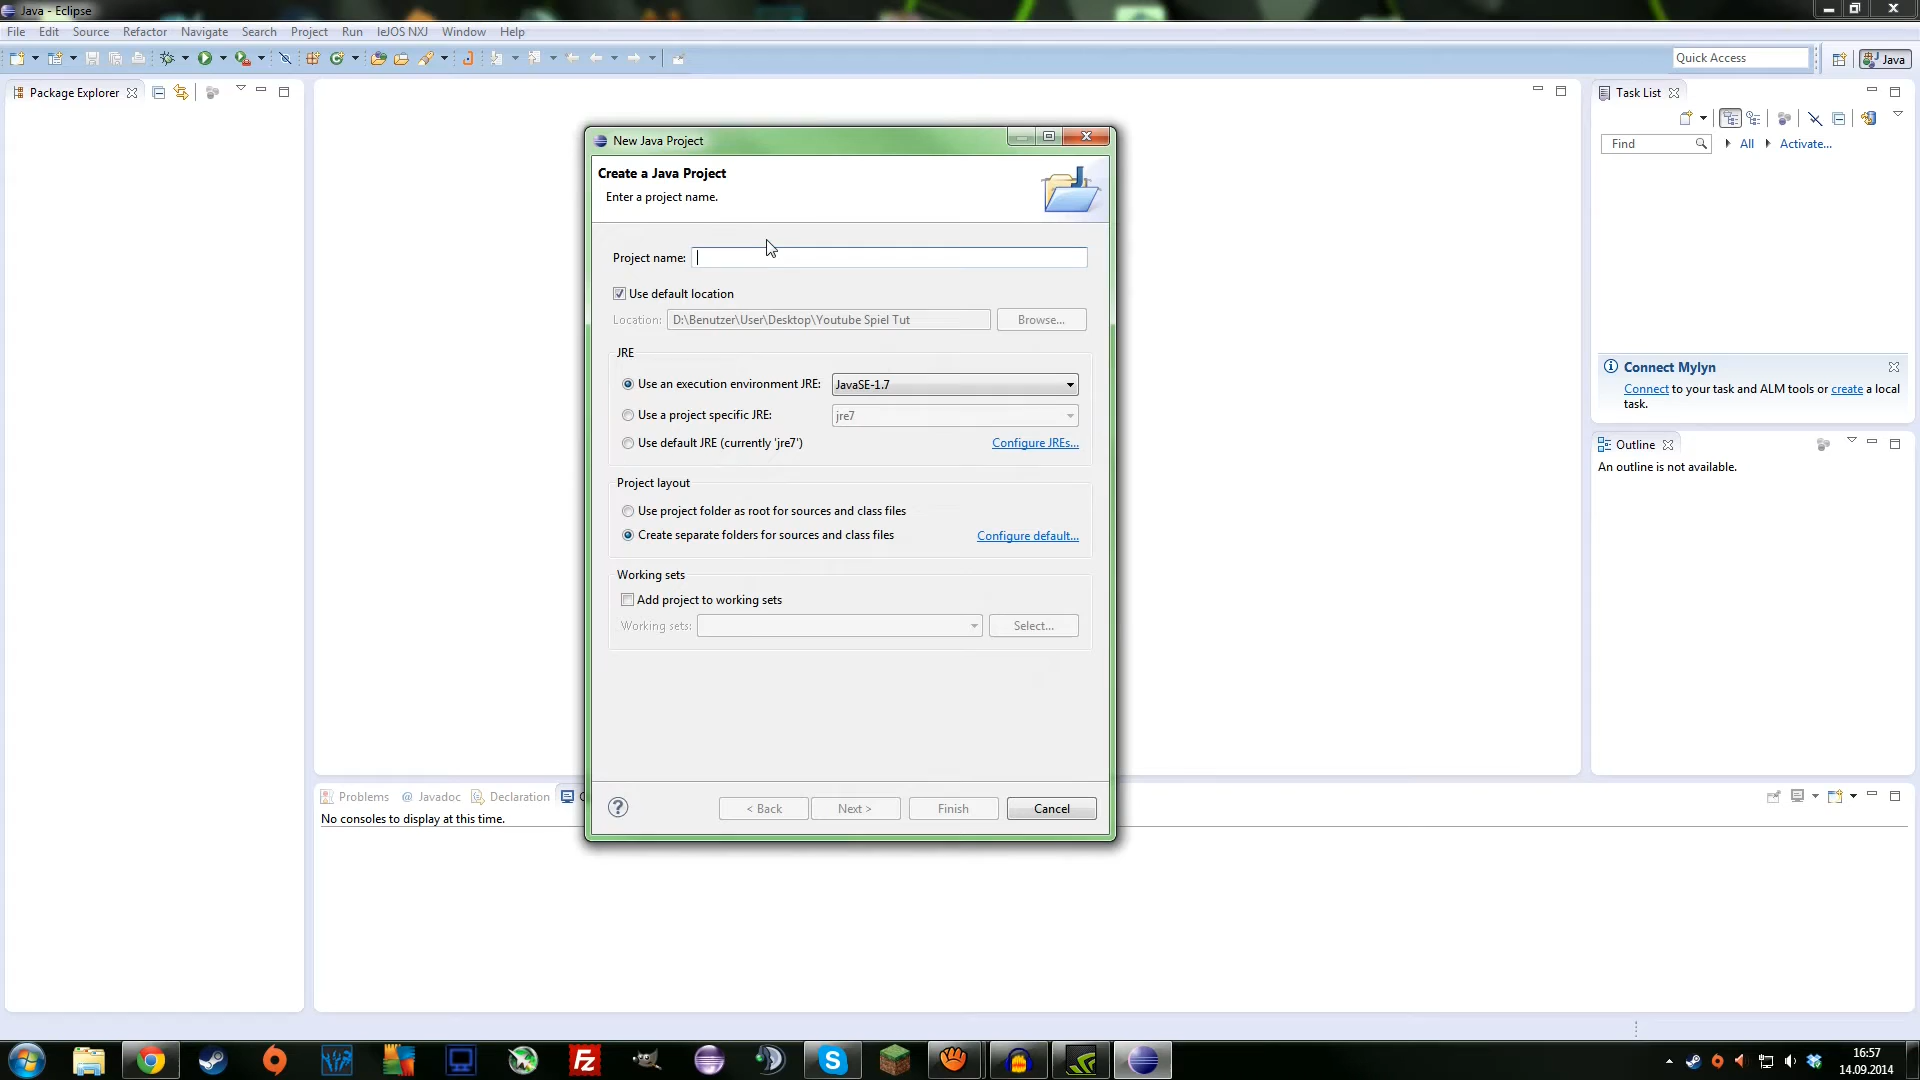 Java - Eclipse
File Edit Source Refactor Navigate Search Project Run leJOS NXJ Window Help
Quick Access
Java
Package Explorer
Task List
Find
All
Activate...
New Java Project
Create a Java Project
Enter a project name.
Project name:
Use default location
Location: D:\Benutzer\User\Desktop\Youtube Spiel Tut Browse...
JRE
Use an execution environment JRE: JavaSE-1.7
Use a project specific JRE: jre7
Use default JRE (currently 'jre7') Configure JREs...
Project layout
Use project folder as root for sources and class files
Create separate folders for sources and class files Configure default...
Working sets
Add project to working sets
Working sets: Select...
< Back Next > Finish Cancel
Connect Mylyn
Connect to your task and ALM tools or create a local
task.
Outline
An outline is not available.
Problems @ Javadoc Declaration
No consoles to display at this time.
16:57
14.09.2014